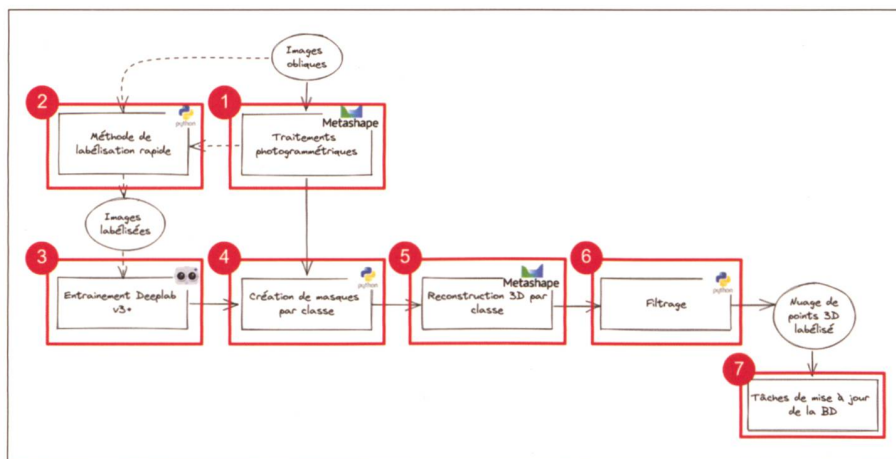 Images
obliques
2
python
Méthode de
labélisation rapide
1
Metashape
Traitements
photogrammétriques
Images
labélisées
3
Entrainement Deeplab
v3+
4
python
Création de masques
par classe
5
Metashape
Reconstruction 3D par
classe
6
python
Filtrage
Nuage
de points 3D
labélisé
7
Tâches de mise à jour
de la BD